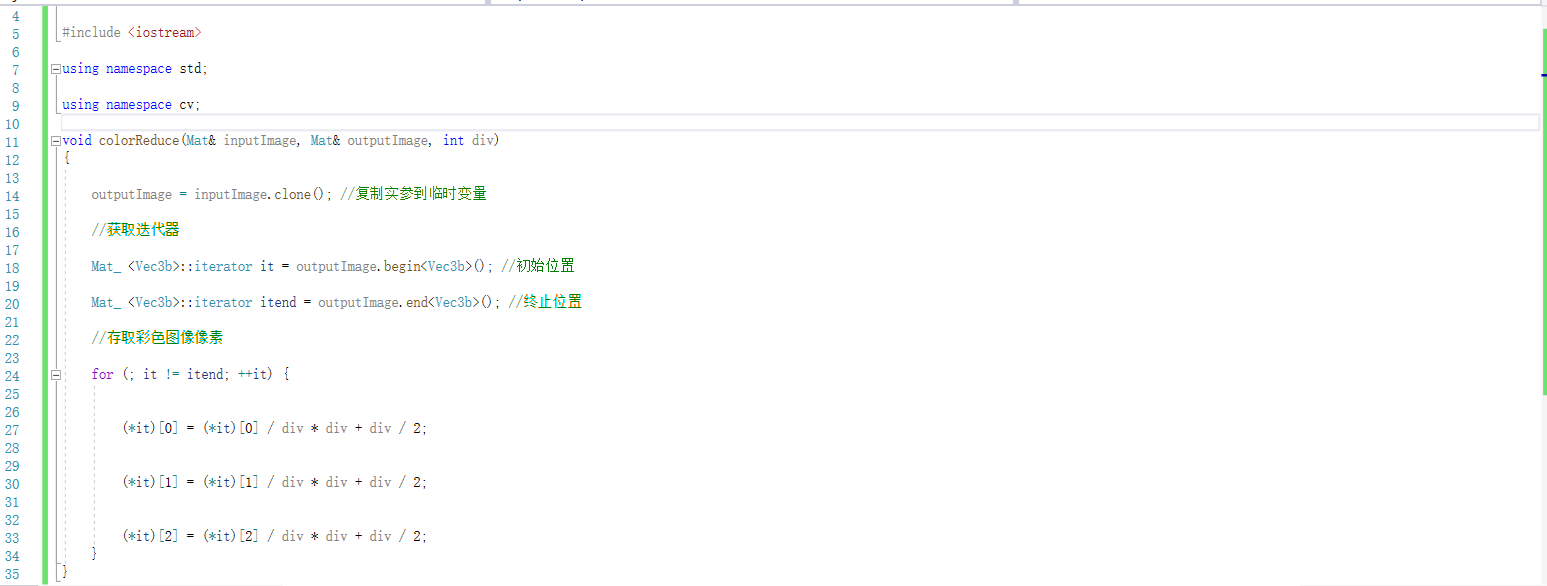 4
5 #include <iostream>
6
7 using namespace std;
8
9 using namespace cv;
10
11 void colorReduce(Mat& inputImage, Mat& outputImage, int div)
12 {
13
14 outputImage = inputImage.clone(); //复制实参到临时变量
15
16 //获取迭代器
17
18 Mat_ <Vec3b>::iterator it = outputImage.begin<Vec3b>(); //初始位置
19
20 Mat_ <Vec3b>::iterator itend = outputImage.end<Vec3b>(); //终止位置
21
22 //存取彩色图像像素
23
24 for (; it != itend; ++it) {
25
26
27 (*it)[0] = (*it)[0] / div * div + div / 2;
28
29
30 (*it)[1] = (*it)[1] / div * div + div / 2;
31
32
33 (*it)[2] = (*it)[2] / div * div + div / 2;
34 }
35 }